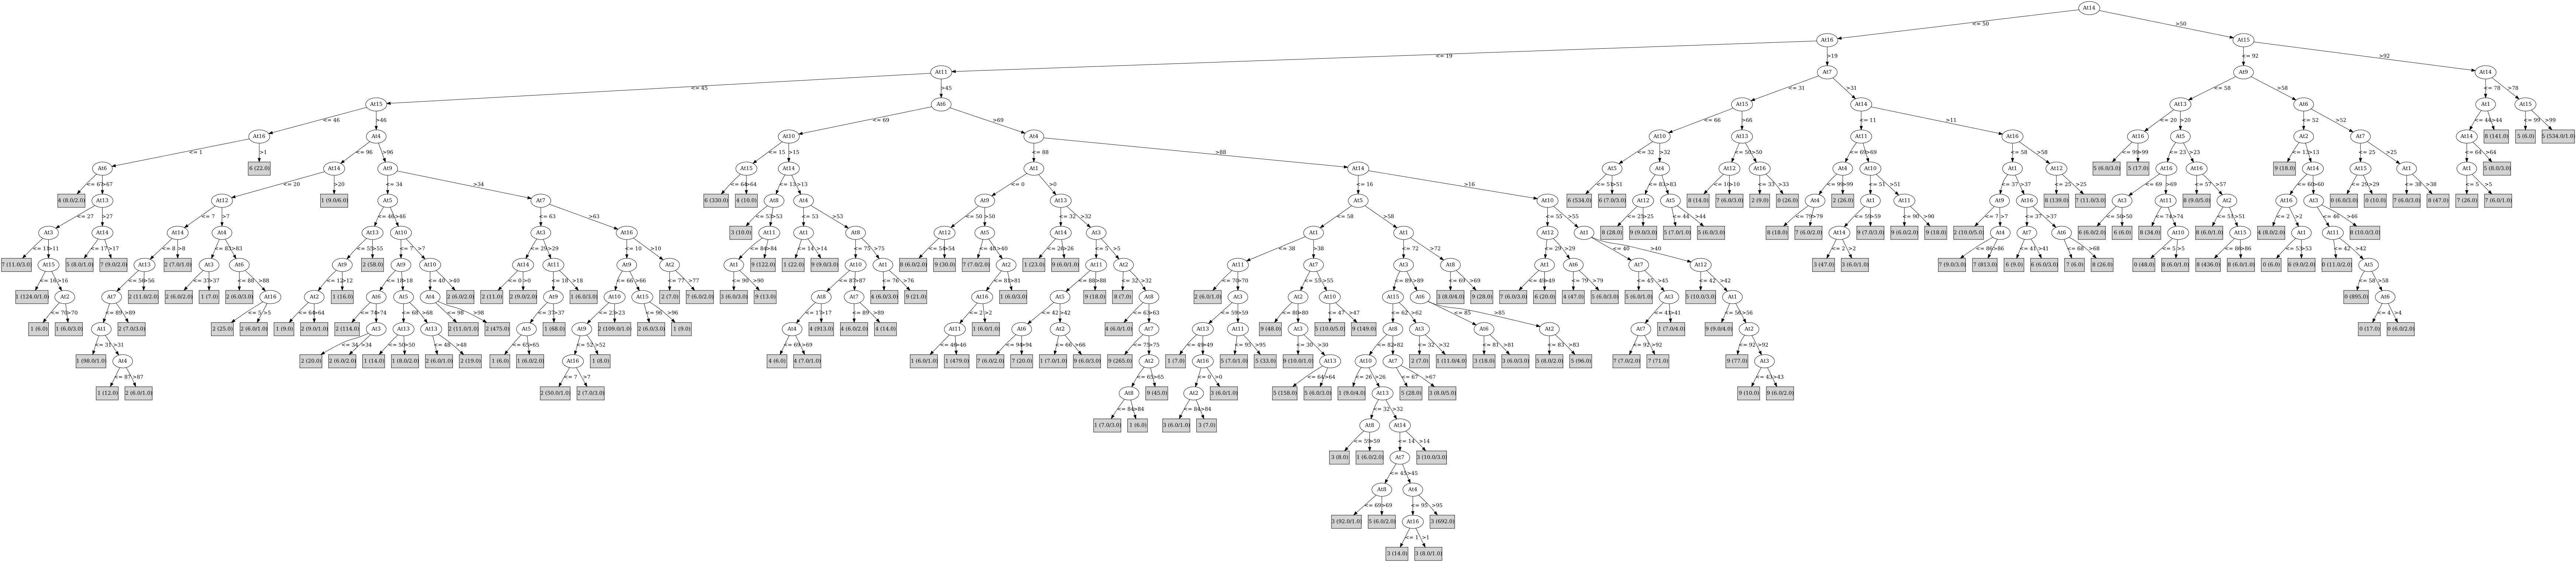 At14
<= 50 >50
At16 At15
<= 19 >19 <= 92 >92
At11 At7 At9 At14
<= 45 >45 <= 31 >31 <= 58 >58 <= 78 >78
At15 At6 At15 At14 At13 At6 At1 At15
<= 46 >46 <= 69 >69 <= 66 >66 <= 11 >11 <= 20 >20 <= 52 >52 <= 44 >44 <= 99 >99
At16 At4 At10 At4 At10 At13 At11 At16 At16 At5 At2 At7 At14 8 (141.0) 5 (6.0) 5 (534.0/1.0)
<= 1 >1 <= 96 >96 <= 15 >15 <= 88 >88 <= 32 >32 <= 50 >50 <= 69 >69 <= 58 >58 <= 99 >99 <= 23 >23 <= 13 >13 <= 25 >25 <= 64 >64
At6 6 (22.0) At14 At9 At15 At14 At1 At14 At5 At4 At12 At16 At4 At10 At1 At12 5 (6.0/3.0) 5 (17.0) At16 At16 9 (18.0) At14 At15 At1 At1 5 (8.0/3.0)
<= 67 >67 <= 20 >20 <= 34 >34 <= 64 >64 <= 13 >13 <= 0 >0 <= 16 >16 <= 51 >51 <= 83 >83 <= 10 >10 <= 33 >33 <= 99 >99 <= 51 >51 <= 37 >37 <= 25 >25 <= 69 >69 <= 57 >57 <= 60 >60 <= 29 >29 <= 38 >38 <= 5 >5
4 (8.0/2.0) At13 At12 1 (9.0/6.0) At5 At7 6 (330.0) 4 (10.0) At8 At4 At9 At13 At5 At10 6 (534.0) 6 (7.0/3.0) At12 At5 8 (14.0) 7 (6.0/3.0) 2 (9.0) 0 (26.0) At4 2 (26.0) At1 At11 At9 At16 8 (139.0) 7 (11.0/3.0) At3 At11 9 (8.0/5.0) At2 At16 At3 0 (6.0/3.0) 0 (10.0) 7 (6.0/3.0) 8 (47.0) 7 (26.0) 7 (6.0/1.0)
<= 27 >27 <= 7 >7 <= 46 >46 <= 63 >63 <= 53 >53 <= 53 >53 <= 50 >50 <= 32 >32 <= 58 >58 <= 55 >55 <= 25 >25 <= 44 >44 <= 79 >79 <= 59 >59 <= 90 >90 <= 7 >7 <= 37 >37 <= 50 >50 <= 74 >74 <= 51 >51 <= 2 >2 <= 46 >46
At3 At14 At14 At4 At13 At10 At3 At16 3 (10.0) At11 At1 At8 At12 At5 At14 At3 At1 At1 At12 At1 8 (28.0) 9 (9.0/3.0) 5 (7.0/1.0) 5 (6.0/3.0) 8 (18.0) 7 (6.0/2.0) At14 9 (7.0/3.0) 9 (6.0/2.0) 9 (18.0) 2 (10.0/5.0) At4 At7 At6 6 (6.0/2.0) 6 (6.0) 8 (34.0) At10 8 (6.0/1.0) At15 4 (8.0/2.0) At1 At11 8 (10.0/3.0)
<= 11 >11 <= 17 >17 <= 8 >8 <= 83 >83 <= 55 >55 <= 7 >7 <= 29 >29 <= 10 >10 <= 84 >84 <= 14 >14 <= 75 >75 <= 54 >54 <= 40 >40 <= 26 >26 <= 5 >5 <= 38 >38 <= 72 >72 <= 29 >29 <= 40 >40 <= 2 >2 <= 86 >86 <= 41 >41 <= 68 >68 <= 5 >5 <= 86 >86 <= 53 >53 <= 42 >42
7 (11.0/3.0) At15 5 (8.0/1.0) 7 (9.0/2.0) At13 2 (7.0/1.0) At3 At6 At9 2 (58.0) At9 At10 At14 At11 At9 At2 At1 9 (122.0) 1 (22.0) 9 (9.0/3.0) At10 At1 8 (6.0/2.0) 9 (30.0) 7 (7.0/2.0) At2 1 (23.0) 9 (6.0/1.0) At11 At2 At11 At7 At3 At8 At1 At6 At7 At12 3 (47.0) 3 (6.0/1.0) 7 (9.0/3.0) 7 (813.0) 6 (9.0) 6 (6.0/3.0) 7 (6.0) 8 (26.0) 0 (48.0) 8 (6.0/1.0) 8 (436.0) 8 (6.0/1.0) 0 (6.0) 6 (9.0/2.0) 0 (11.0/2.0) At5
<= 16 >16 <= 56 >56 <= 37 >37 <= 88 >88 <= 12 >12 <= 18 >18 <= 40 >40 <= 0 >0 <= 18 >18 <= 66 >66 <= 77 >77 <= 90 >90 <= 87 >87 <= 76 >76 <= 81 >81 <= 88 >88 <= 32 >32 <= 70 >70 <= 55 >55 <= 89 >89 <= 69 >69 <= 49 >49 <= 79 >79 <= 45 >45 <= 42 >42 <= 58 >58
1 (124.0/1.0) At2 At7 2 (11.0/2.0) 2 (6.0/2.0) 1 (7.0) 2 (6.0/3.0) At16 At2 1 (16.0) At6 At5 At4 2 (6.0/2.0) 2 (11.0) 2 (9.0/2.0) At9 1 (6.0/3.0) At10 At15 2 (7.0) 7 (6.0/2.0) 3 (6.0/3.0) 9 (13.0) At8 At7 4 (6.0/3.0) 9 (21.0) At16 1 (6.0/3.0) At5 9 (18.0) 8 (7.0) At8 2 (6.0/1.0) At3 At2 At10 At15 At6 3 (8.0/4.0) 9 (28.0) 7 (6.0/3.0) 6 (20.0) 4 (47.0) 5 (6.0/3.0) 5 (6.0/1.0) At3 5 (10.0/3.0) At1 0 (895.0) At6
<= 70 >70 <= 89 >89 <= 5 >5 <= 64 >64 <= 74 >74 <= 68 >68 <= 98 >98 <= 37 >37 <= 23 >23 <= 96 >96 <= 17 >17 <= 89 >89 <= 2 >2 <= 42 >42 <= 63 >63 <= 59 >59 <= 80 >80 <= 47 >47 <= 62 >62 <= 85 >85 <= 41 >41 <= 56 >56 <= 4 >4
1 (6.0) 1 (6.0/3.0) At1 2 (7.0/3.0) 2 (25.0) 2 (6.0/1.0) 1 (9.0) 2 (9.0/1.0) 2 (114.0) At3 At13 At13 2 (11.0/1.0) 2 (475.0) At5 1 (68.0) At9 2 (109.0/1.0) 2 (6.0/3.0) 1 (9.0) At4 4 (913.0) 4 (6.0/2.0) 4 (14.0) At11 1 (6.0/1.0) At6 At2 4 (6.0/1.0) At7 At13 At11 9 (48.0) At3 5 (10.0/5.0) 9 (149.0) At8 At3 At6 At2 At7 1 (7.0/4.0) 9 (9.0/4.0) At2 0 (17.0) 0 (6.0/2.0)
<= 31 >31 <= 34 >34 <= 50 >50 <= 48 >48 <= 65 >65 <= 52 >52 <= 69 >69 <= 46 >46 <= 94 >94 <= 66 >66 <= 75 >75 <= 49 >49 <= 95 >95 <= 30 >30 <= 82 >82 <= 32 >32 <= 81 >81 <= 83 >83 <= 92 >92 <= 92 >92
1 (98.0/1.0) At4 2 (20.0) 2 (6.0/2.0) 1 (14.0) 1 (8.0/2.0) 2 (6.0/1.0) 2 (19.0) 1 (6.0) 1 (6.0/2.0) At16 1 (8.0) 4 (6.0) 4 (7.0/1.0) 1 (6.0/1.0) 1 (479.0) 7 (6.0/2.0) 7 (20.0) 1 (7.0/1.0) 9 (6.0/3.0) 9 (265.0) At2 1 (7.0) At16 5 (7.0/1.0) 5 (33.0) 9 (10.0/1.0) At13 At10 At7 2 (7.0) 1 (11.0/4.0) 3 (18.0) 3 (6.0/3.0) 5 (8.0/2.0) 5 (96.0) 7 (7.0/2.0) 7 (71.0) 9 (77.0) At3
<= 87 >87 <= 7 >7 <= 65 >65 <= 0 >0 <= 64 >64 <= 26 >26 <= 67 >67 <= 43 >43
1 (12.0) 2 (6.0/1.0) 2 (50.0/1.0) 2 (7.0/3.0) At8 9 (45.0) At2 3 (6.0/1.0) 5 (158.0) 5 (6.0/3.0) 1 (9.0/4.0) At13 5 (28.0) 3 (8.0/5.0) 9 (10.0) 9 (6.0/2.0)
<= 84 >84 <= 84 >84 <= 32 >32
1 (7.0/3.0) 1 (6.0) 3 (6.0/1.0) 3 (7.0) At8 At14
<= 59 >59 <= 14 >14
3 (8.0) 1 (6.0/2.0) At7 3 (10.0/3.0)
<= 45 >45
At8 At4
<= 69 >69 <= 95 >95
3 (92.0/1.0) 5 (6.0/2.0) At16 3 (692.0)
<= 1 >1
3 (14.0) 3 (8.0/1.0)